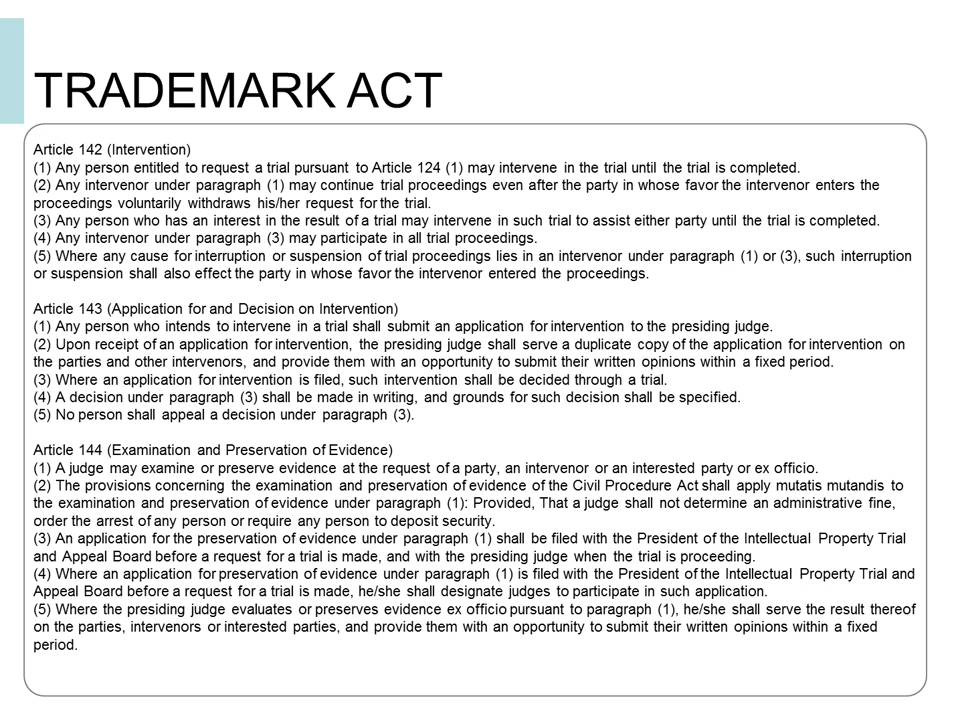 TRADEMARK ACT
Article 142 (Intervention)
(1) Any person entitled to request a trial pursuant to Article 124 (1) may intervene in the trial until the trial is completed.
(2) Any intervenor under paragraph (1) may continue trial proceedings even after the party in whose favor the intervenor enters the
proceedings voluntarily withdraws his/her request for the trial.
(3) Any person who has an interest in the result of a trial may intervene in such trial to assist either party until the trial is completed.
(4) Any intervenor under paragraph (3) may participate in all trial proceedings.
(5) Where any cause for interruption or suspension of trial proceedings lies in an intervenor under paragraph (1) or (3), such interruption
or suspension shall also effect the party in whose favor the intervenor entered the proceedings.
Article 143 (Application for and Decision on Intervention)
(1) Any person who intends to intervene in a trial shall submit an application for intervention to the presiding judge.
(2) Upon receipt of an application for intervention, the presiding judge shall serve a duplicate copy of the application for intervention on
the parties and other intervenors, and provide them with an opportunity to submit their written opinions within a fixed period.
(3) Where an application for intervention is filed, such intervention shall be decided through a trial.
(4) A decision under paragraph (3) shall be made in writing, and grounds for such decision shall be specified.
(5) No person shall appeal a decision under paragraph (3).
Article 144 (Examination and Preservation of Evidence)
(1) A judge may examine or preserve evidence at the request of a party, an intervenor or an interested party or ex officio.
(2) The provisions concerning the examination and preservation of evidence of the Civil Procedure Act shall apply mutatis mutandis to
the examination and preservation of evidence under paragraph (1): Provided, That a judge shall not determine an administrative fine,
order the arrest of any person or require any person to deposit security.
(3) An application for the preservation of evidence under paragraph (1) shall be filed with the President of the Intellectual Property Trial
and Appeal Board before a request for a trial is made, and with the presiding judge when the trial is proceeding.
(4) Where an application for preservation of evidence under paragraph (1) is filed with the President of the Intellectual Property Trial and
Appeal Board before a request for a trial is made, he/she shall designate judges to participate in such application.
(5) Where the presiding judge evaluates or preserves evidence ex officio pursuant to paragraph (1), he/she shall serve the result thereof
on the parties, intervenors or interested parties, and provide them with an opportunity to submit their written opinions within a fixed
period.